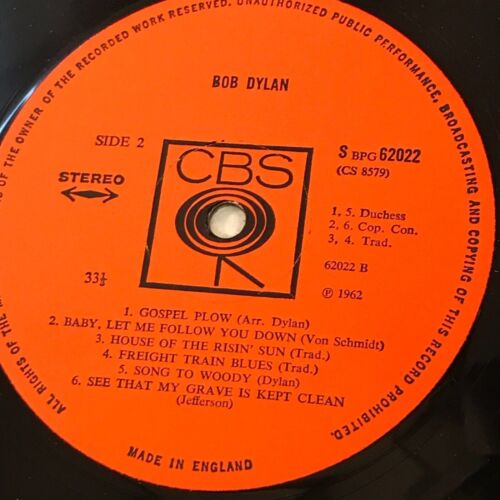 BOB DYLAN
SIDE 2
STEREO
33⅓
CBS
S BPG 62022
(CS 8579)
1, 5. Duchess
2, 6. Cop. Con.
3, 4. Trad.
62022 B
℗ 1962
1. GOSPEL PLOW (Arr. Dylan)
2. BABY, LET ME FOLLOW YOU DOWN (Von Schmidt)
3. HOUSE OF THE RISIN' SUN (Trad.)
4. FREIGHT TRAIN BLUES (Trad.)
5. SONG TO WOODY (Dylan)
6. SEE THAT MY GRAVE IS KEPT CLEAN
(Jefferson)
ALL RIGHTS OF THE
S OF THE OWNER OF THE RECORDED WORK RESERVED. UNAUTHORIZED PUBLIC PERFORMANCE, BROADCASTING AND COPYING OF THIS RECORD PROHIBITED.
MADE IN ENGLAND